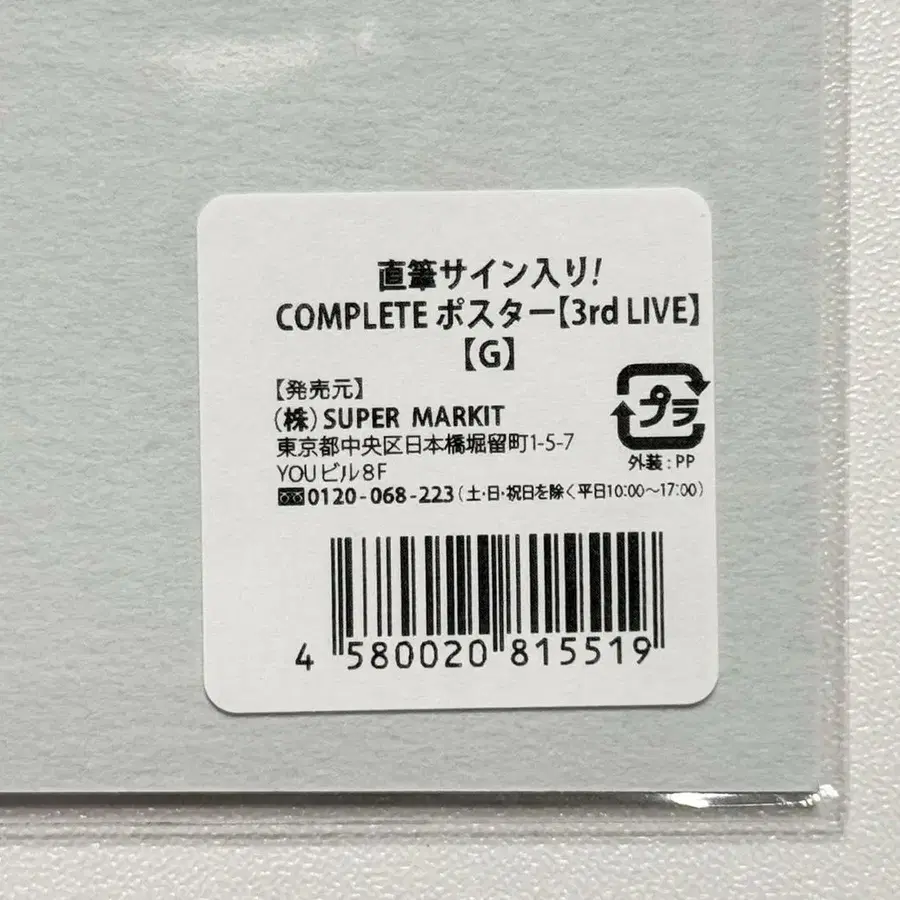 直筆サイン入り!
COMPLETE ポスター【3rd LIVE】
【G】
【発売元】
(株) SUPER MARKIT
東京都中央区日本橋堀留町1-5-7
YOUビル8F
0120-068-223 (土・日・祝日を除く平日10:00〜17:00)
プラ
外装:PP
4 580020 815519